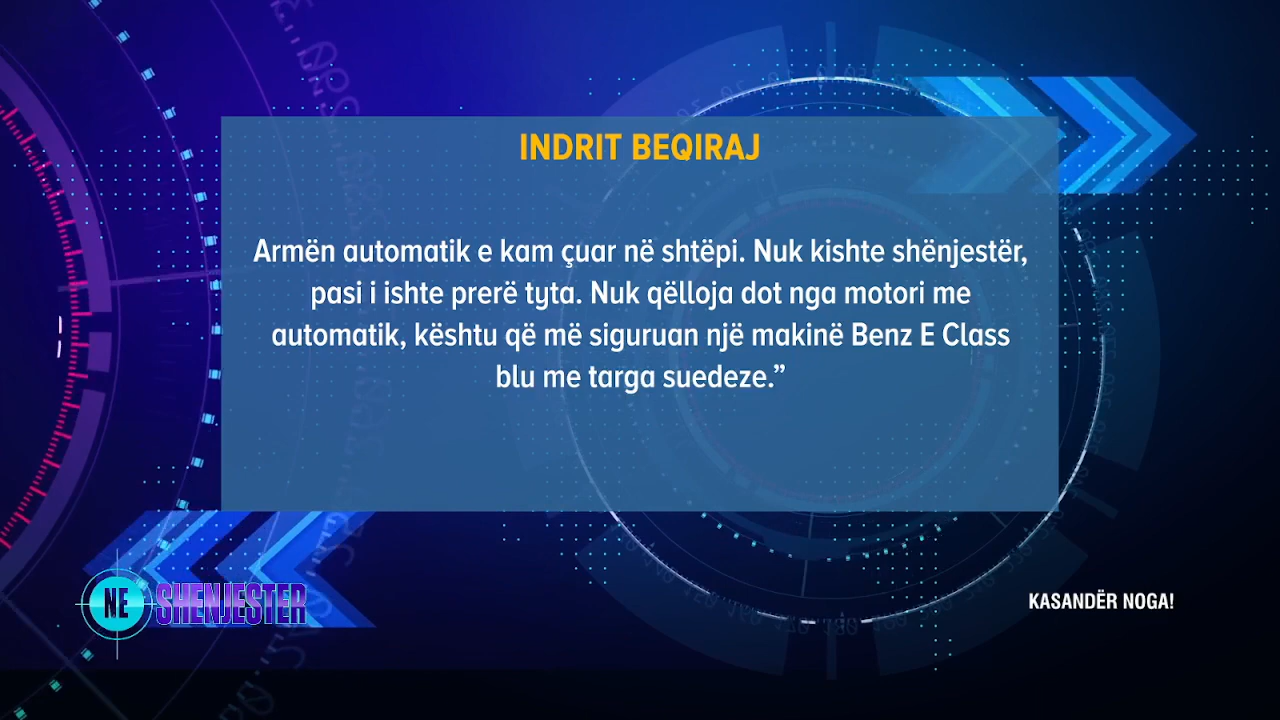 INDRIT BEQIRAJ
Armën automatik e kam çuar në shtëpi. Nuk kishte shënjestër,
pasi i ishte prerë tyta. Nuk qëlloja dot nga motori me
automatik, kështu që më siguruan një makinë Benz E Class
blu me targa suedeze.”
NE SHENJESTER
KASANDËR NOGA!